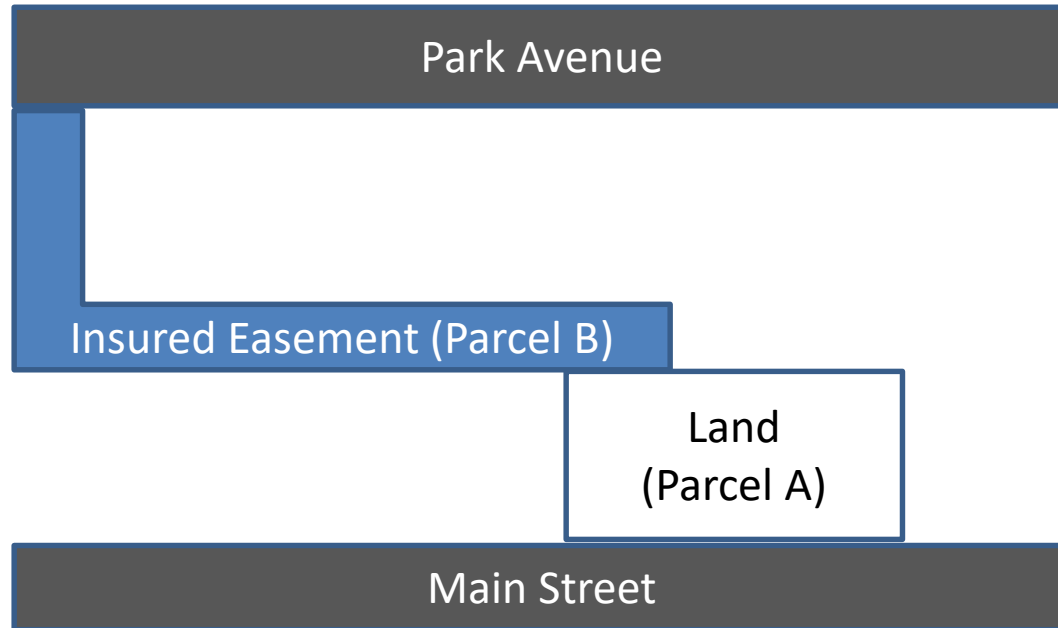 Park Avenue
Insured Easement (Parcel B)
Land
(Parcel A)
Main Street